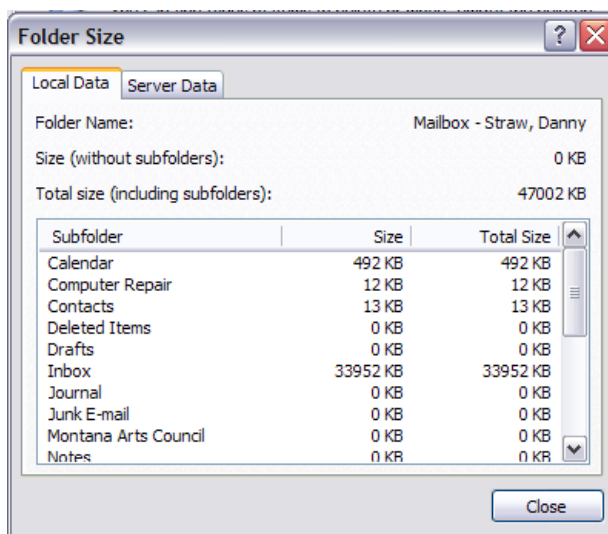 Folder Size
Local Data Server Data
Folder Name: Mailbox - Straw, Danny
Size (without subfolders): 0 KB
Total size (including subfolders): 47002 KB
Subfolder Size Total Size
Calendar 492 KB 492 KB
Computer Repair 12 KB 12 KB
Contacts 13 KB 13 KB
Deleted Items 0 KB 0 KB
Drafts 0 KB 0 KB
Inbox 33952 KB 33952 KB
Journal 0 KB 0 KB
Junk E-mail 0 KB 0 KB
Montana Arts Council 0 KB 0 KB
Notes 0 KB 0 KB
Close